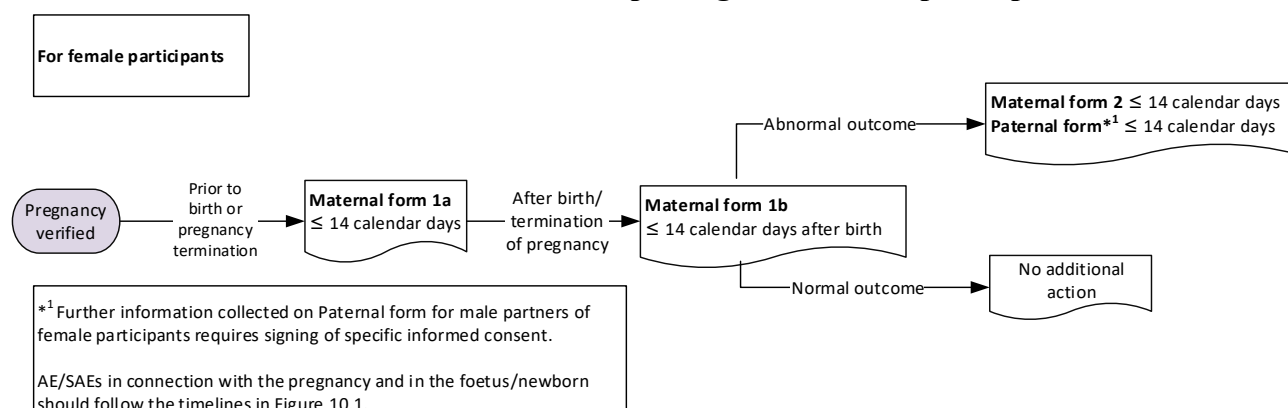 For female participants
Pregnancy
verified
Prior to
birth or
pregnancy
termination
Maternal form 1a
≤ 14 calendar days
After birth/
termination
of pregnancy
Maternal form 1b
≤ 14 calendar days after birth
Abnormal outcome
Maternal form 2 ≤ 14 calendar days
Paternal form*1 ≤ 14 calendar days
Normal outcome
No additional
action
*1 Further information collected on Paternal form for male partners of
female participants requires signing of specific informed consent.
AE/SAEs in connection with the pregnancy and in the foetus/newborn
should follow the timelines in Figure 10.1